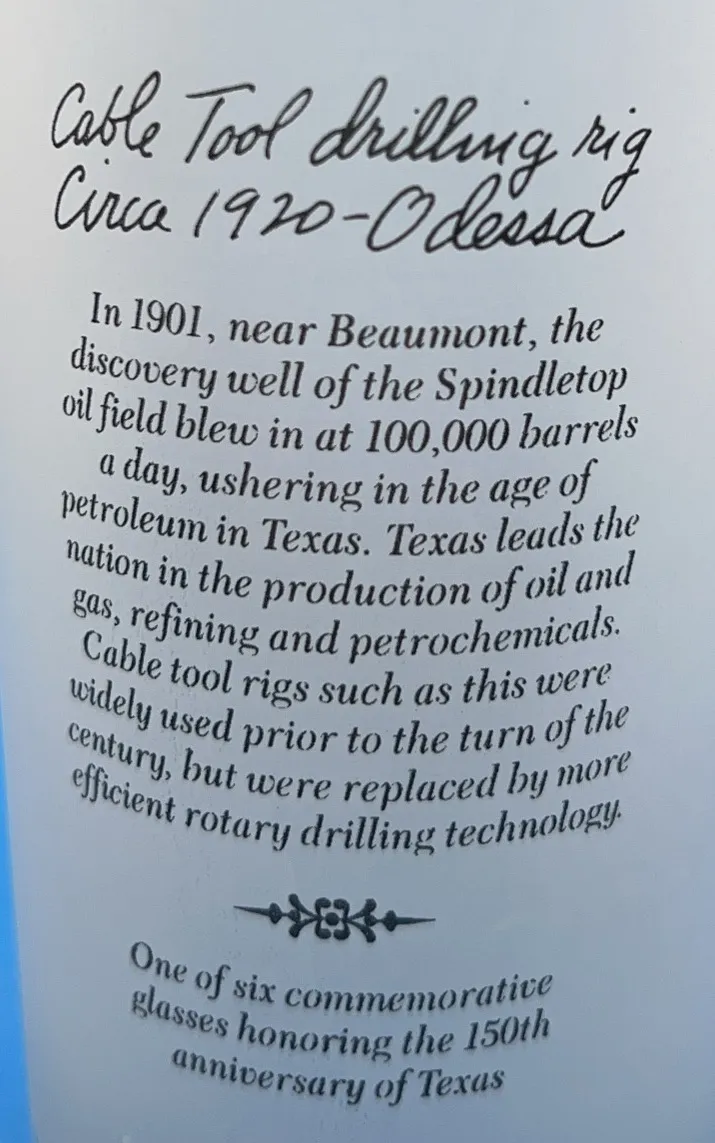 Cable Tool drilling rig
Circa 1920-Odessa
In 1901, near Beaumont, the
discovery well of the Spindletop
oil field blew in at 100,000 barrels
a day, ushering in the age of
petroleum in Texas. Texas leads the
nation in the production of oil and
gas, refining and petrochemicals.
Cable tool rigs such as this were
widely used prior to the turn of the
century, but were replaced by more
efficient rotary drilling technology.
One of six commemorative
glasses honoring the 150th
anniversary of Texas